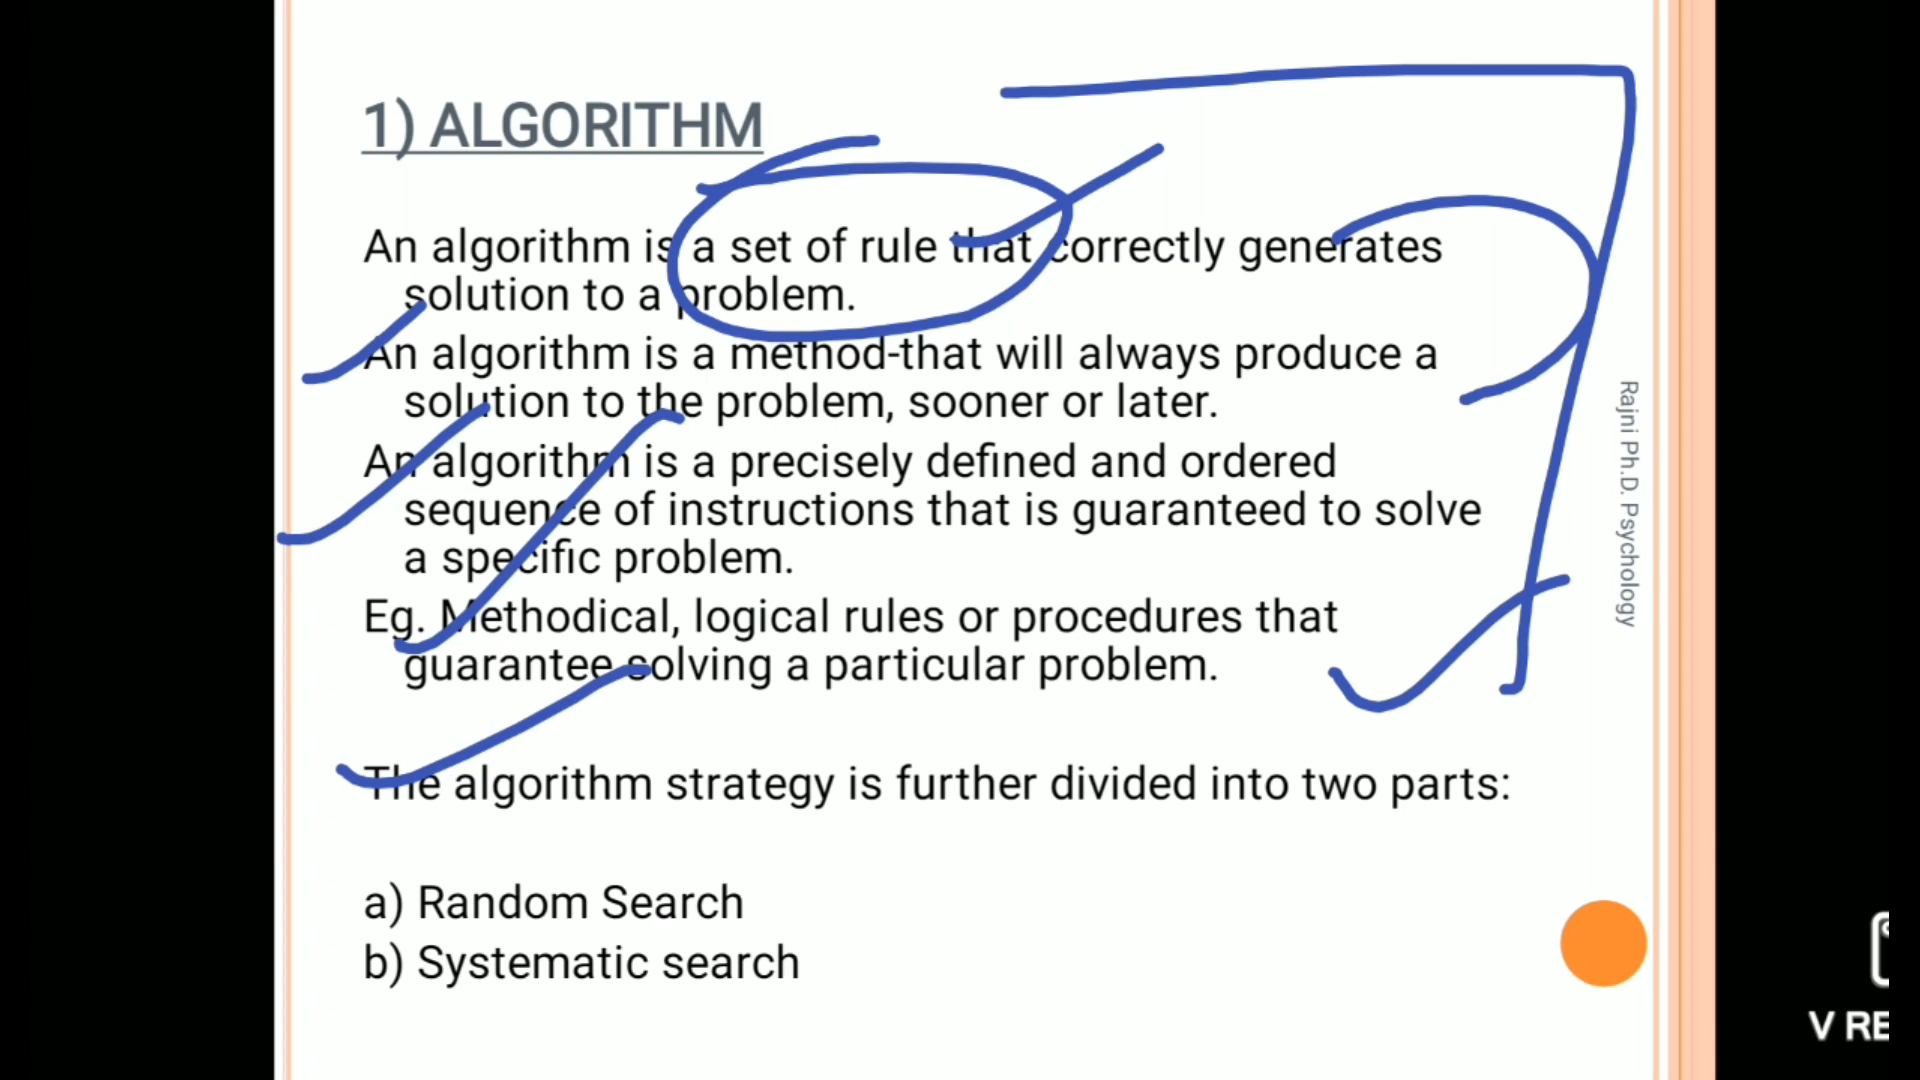 1) ALGORITHM
An algorithm is a set of rule that correctly generates
solution to a problem.
An algorithm is a method-that will always produce a
solution to the problem, sooner or later.
An algorithm is a precisely defined and ordered
sequence of instructions that is guaranteed to solve
a specific problem.
Eg. Methodical, logical rules or procedures that
guarantee solving a particular problem.
The algorithm strategy is further divided into two parts:
a) Random Search
b) Systematic search
Rajni Ph.D. Psychology
V RE